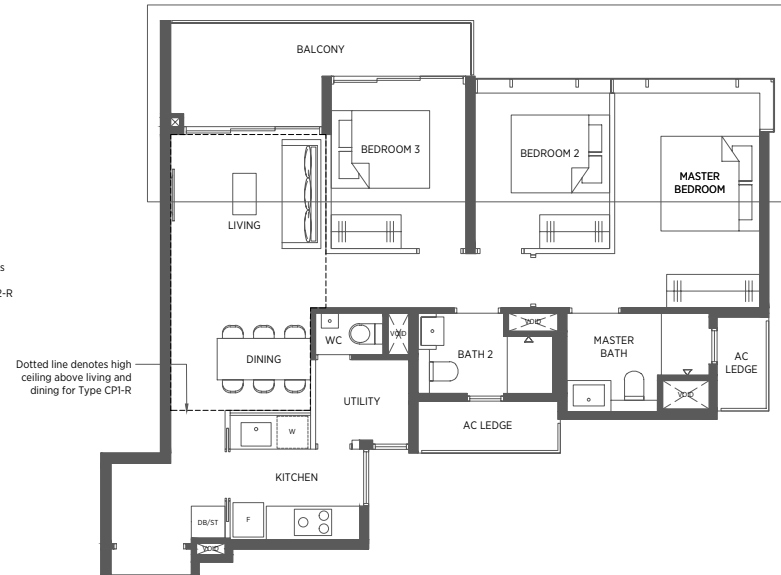 BALCONY
BEDROOM 3
BEDROOM 2
MASTER
BEDROOM
LIVING
s
2-R
VOID
VOID
WC
MASTER
BATH
BATH 2
DINING
AC
LEDGE
Dotted line denotes high
ceiling above living and
dining for Type CP1-R
VOID
UTILITY
AC LEDGE
W
KITCHEN
DB/ST
F
VOID